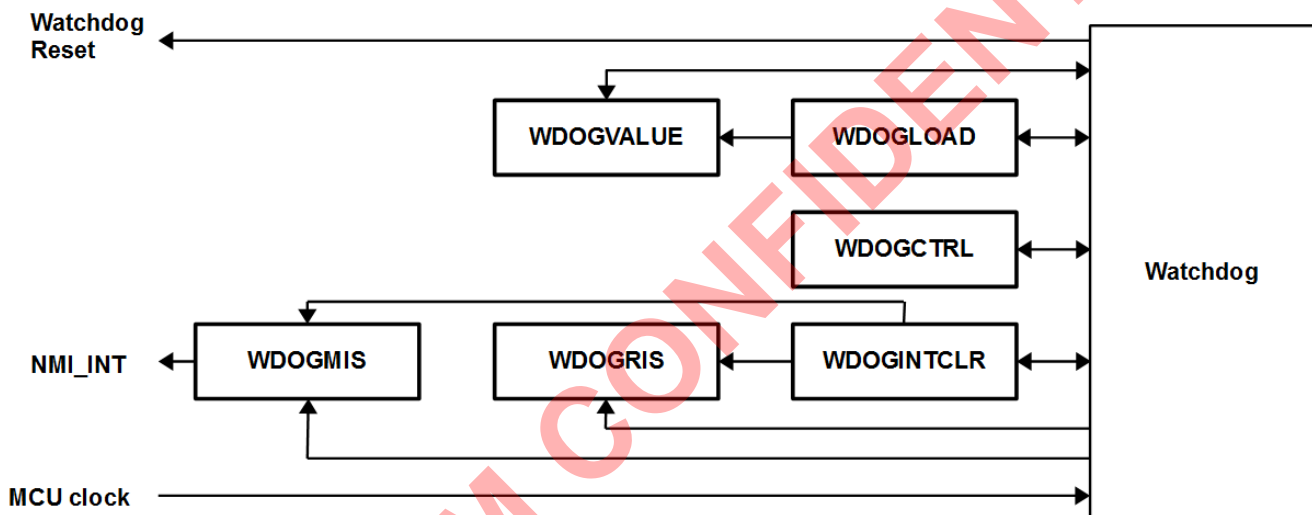 Watchdog
Reset
WDOGVALUE
WDOGLOAD
WDOGCTRL
Watchdog
WDOGMIS
WDOGRIS
WDOGINTCLR
NMI_INT
MCU clock
M CONFIDEN